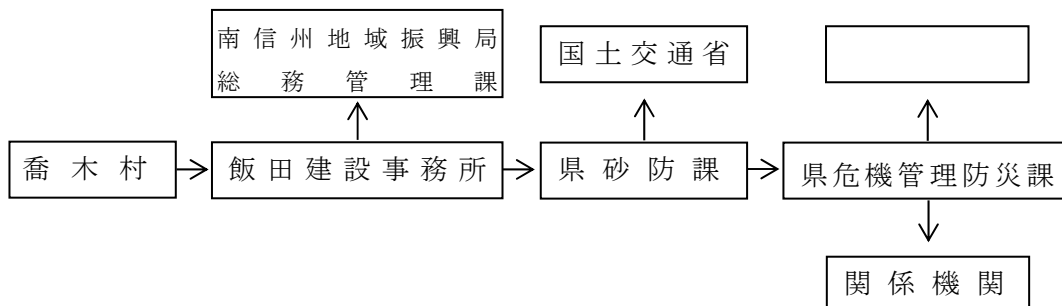 南信州地域振興局
総務管理課
国土交通省
喬木村
飯田建設事務所
県砂防課
県危機管理防災課
関係機関